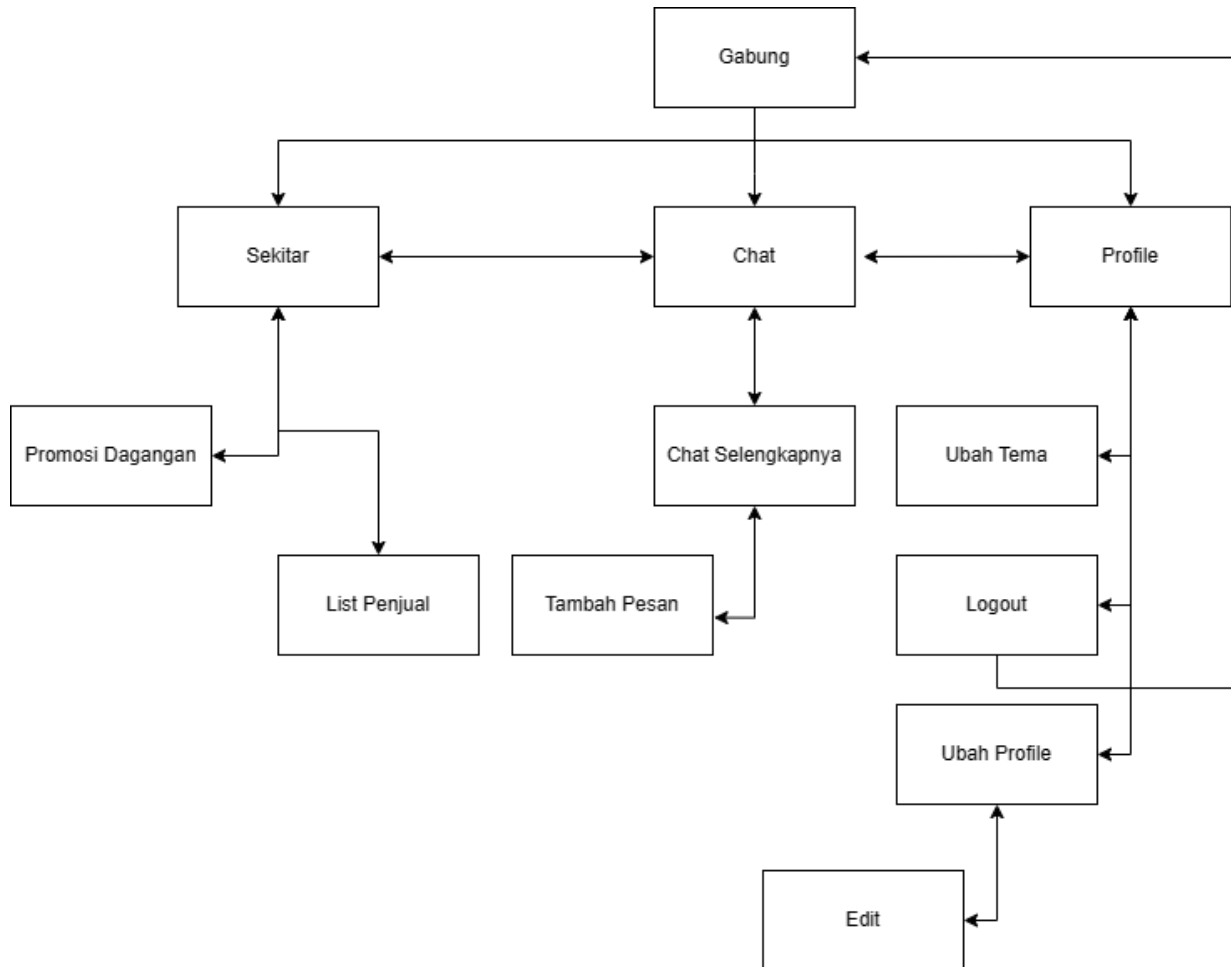 Gabung
Sekitar
Chat
Profile
Promosi Dagangan
Chat Selengkapnya
Ubah Tema
List Penjual
Tambah Pesan
Logout
Ubah Profile
Edit